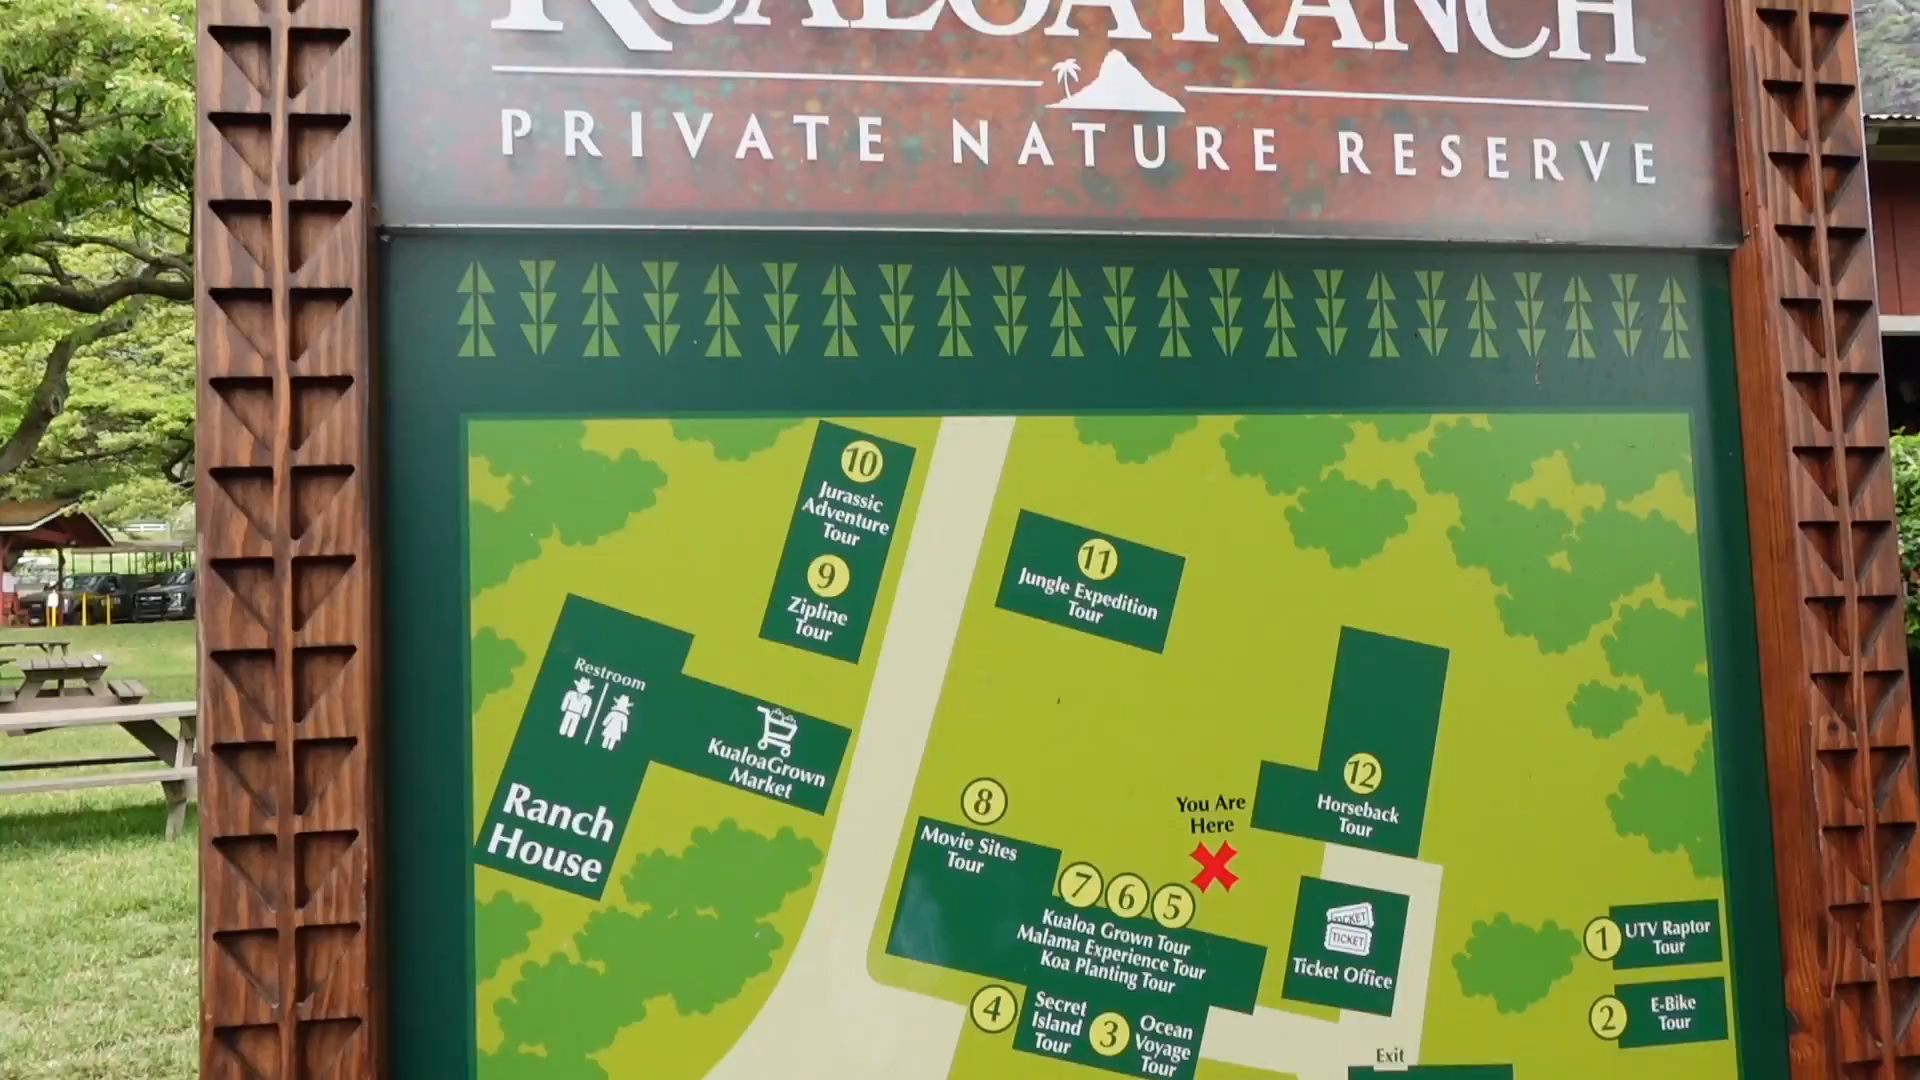 KUALOA RANCH
PRIVATE NATURE RESERVE
10
Jurassic
Adventure
Tour
9
Zipline
Tour
11
Jungle Expedition
Tour
Restroom
KualoaGrown
Market
Ranch
House
12
Horseback
Tour
You Are
Here
8
Movie Sites
Tour
7 6 5
Kualoa Grown Tour
Malama Experience Tour
Koa Planting Tour
TICKET
TICKET
Ticket Office
1
UTV Raptor
Tour
2
E-Bike
Tour
4
Secret
Island
Tour
3
Ocean
Voyage
Tour
Exit